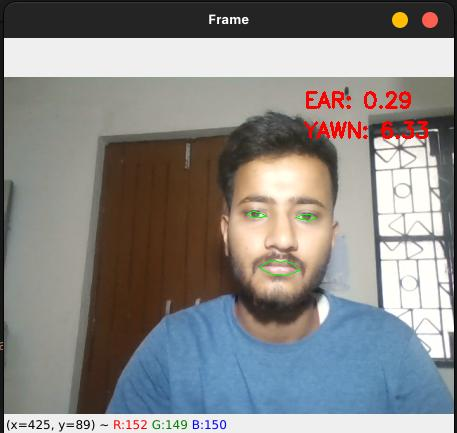 Frame
EAR: 0.29
YAWN: 6.33
(x=425, y=89) ~ R:152 G:149 B:150